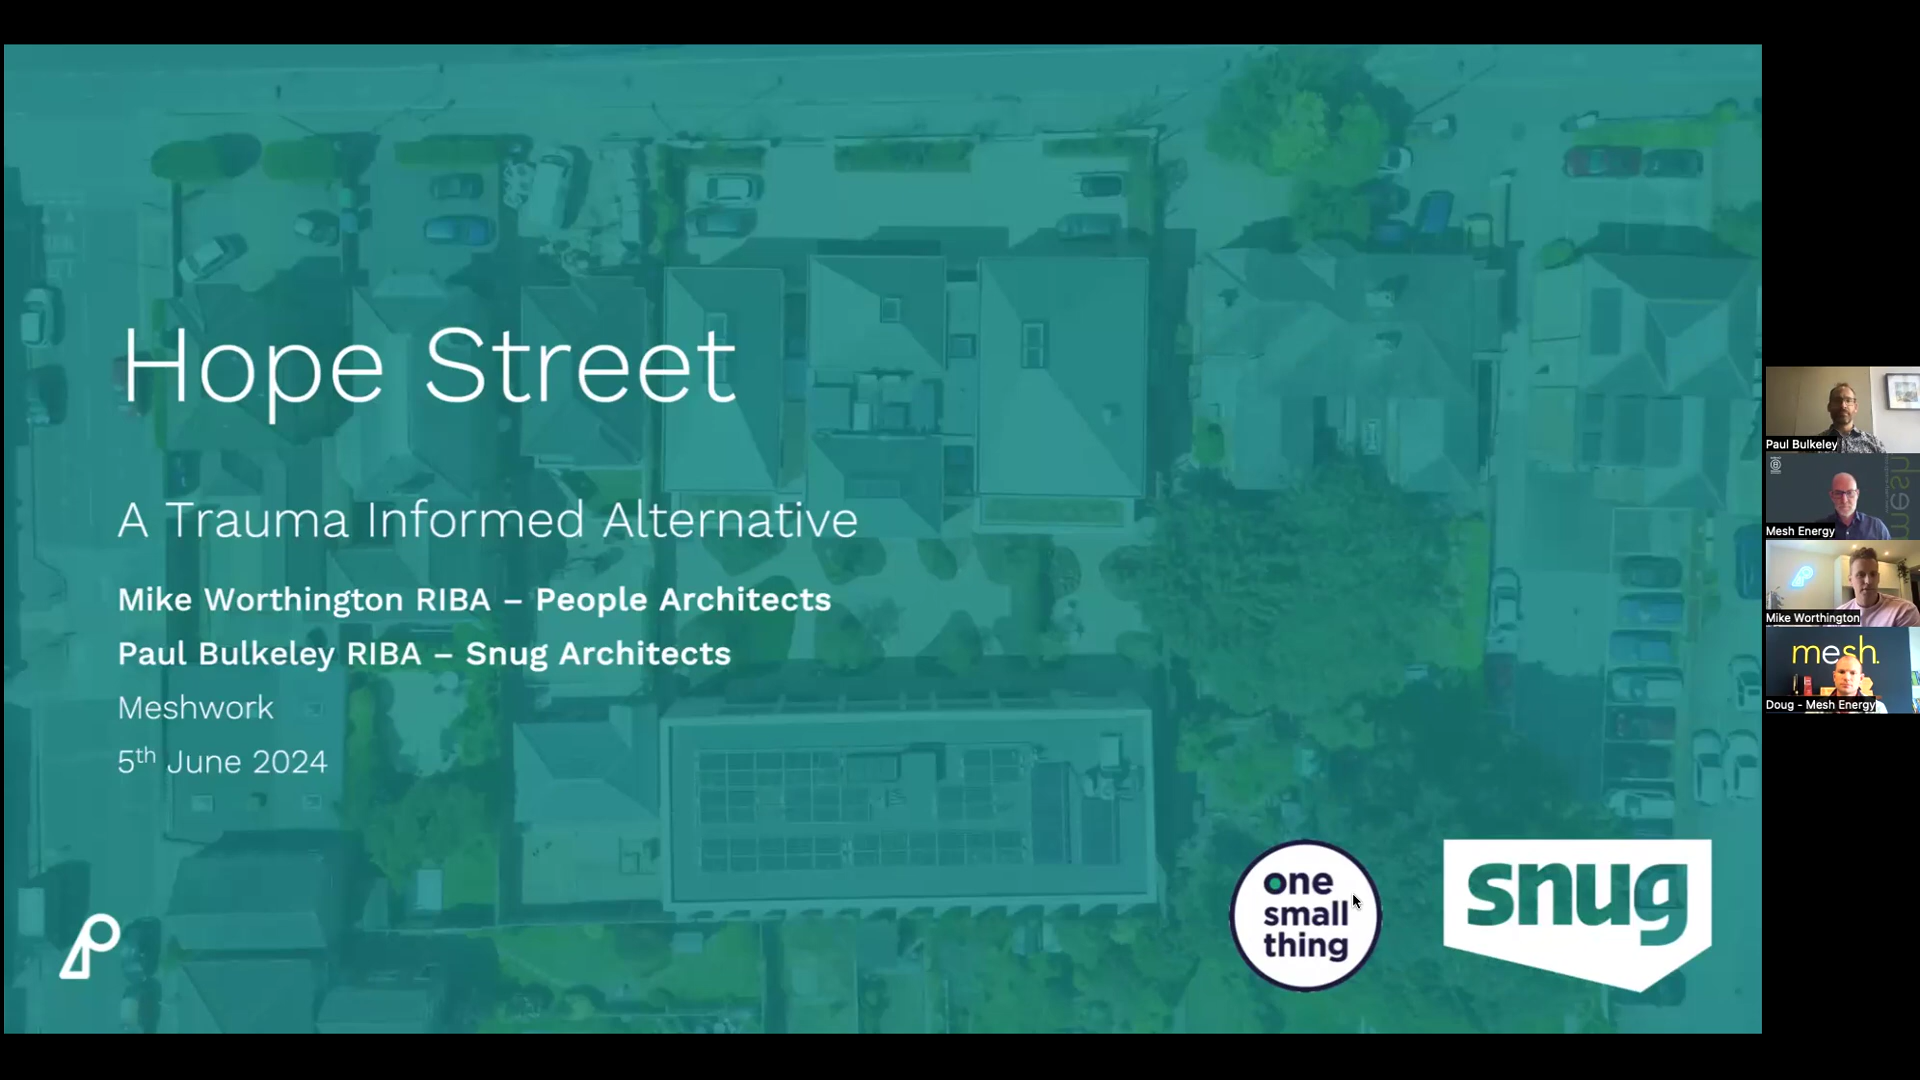 Hope Street
A Trauma Informed Alternative
Mike Worthington RIBA – People Architects
Paul Bulkeley RIBA – Snug Architects
Meshwork
5th June 2024
one
small
thing
snug
Paul Bulkeley
mesh
Mesh Energy
Mike Worthington
mesh.
Doug - Mesh Energy